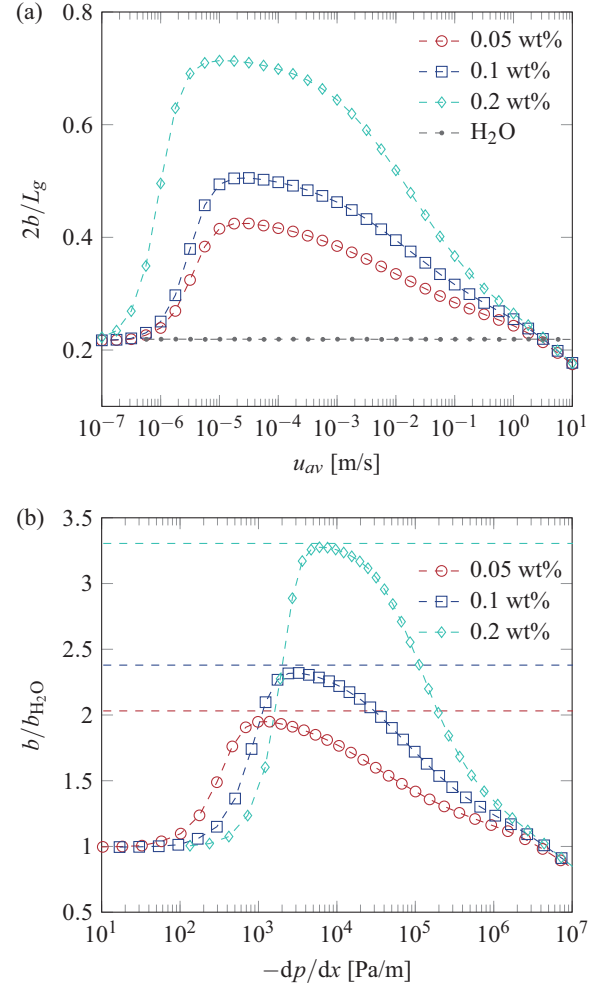 (a)
0.8
0.6
0.4
0.2
2b/L_g
0.05 wt%
0.1 wt%
0.2 wt%
H₂O
10⁻⁷ 10⁻⁶ 10⁻⁵ 10⁻⁴ 10⁻³ 10⁻² 10⁻¹ 10⁰ 10¹
u_av [m/s]
(b)
3.5
3
2.5
2
1.5
1
0.5
b/b_H₂O
0.05 wt%
0.1 wt%
0.2 wt%
10¹ 10² 10³ 10⁴ 10⁵ 10⁶ 10⁷
−dp/dx [Pa/m]